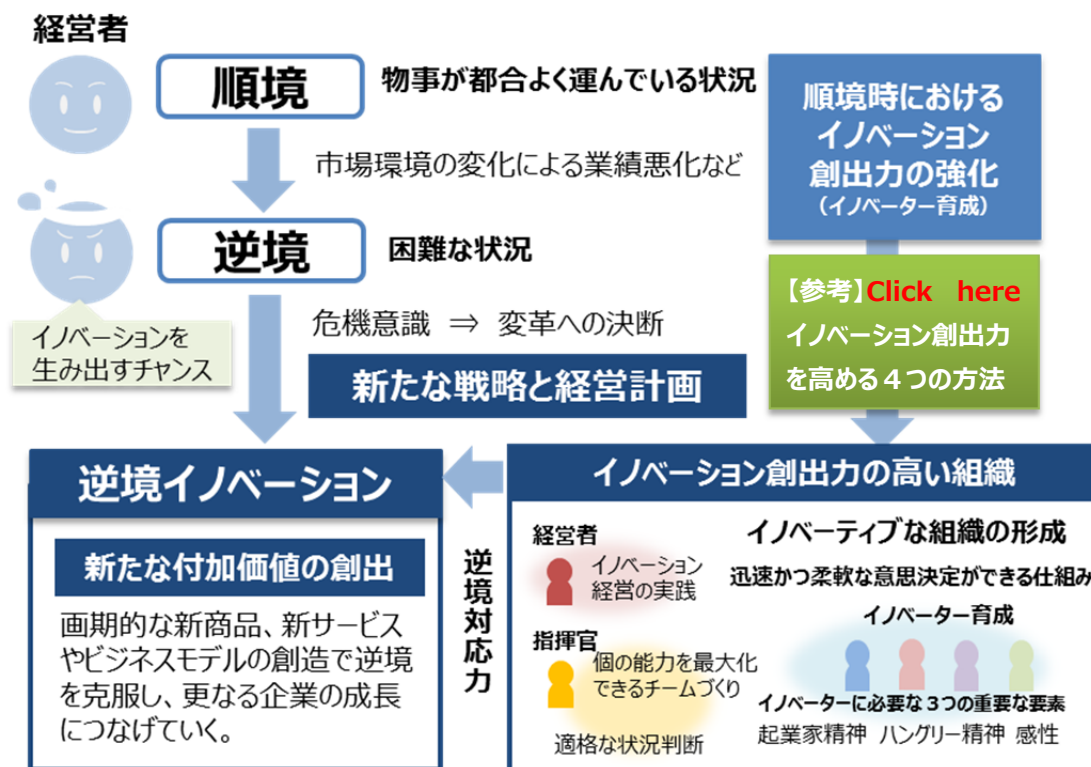 経営者
順境
物事が都合よく運んでいる状況
市場環境の変化による業績悪化など
逆境
困難な状況
イノベーションを
生み出すチャンス
危機意識 ⇒ 変革への決断
新たな戦略と経営計画
順境時における
イノベーション
創出力の強化
(イノベーター育成)
【参考】Click here
イノベーション創出力
を高める4つの方法
逆境イノベーション
新たな付加価値の創出
画期的な新商品、新サービス
やビジネスモデルの創造で逆境
を克服し、更なる企業の成長
につなげていく。
逆境対応力
イノベーション創出力の高い組織
経営者
イノベーション
経営の実践
指揮官
個の能力を最大化
できるチームづくり
適格な状況判断
イノベーティブな組織の形成
迅速かつ柔軟な意思決定ができる仕組み
イノベーター育成
イノベーターに必要な3つの重要な要素
起業家精神 ハングリー精神 感性